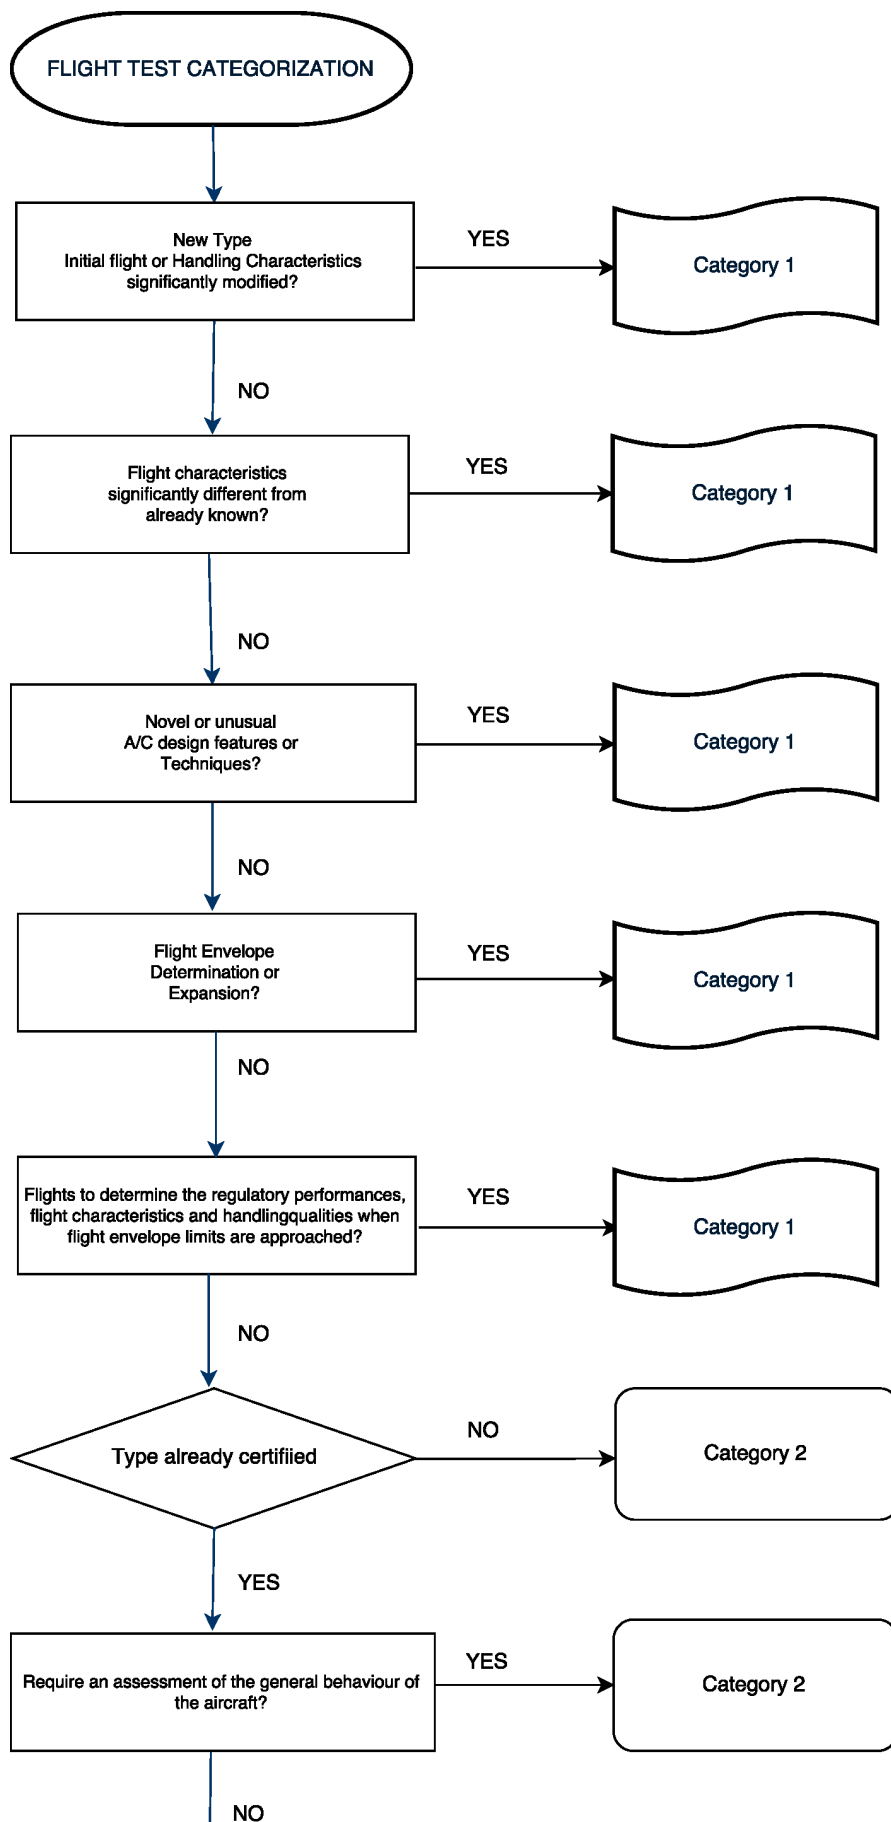 FLIGHT TEST CATEGORIZATION
New Type
Initial flight or Handling Characteristics
significantly modified?
YES
Category 1
NO
Flight characteristics
significantly different from
already known?
YES
Category 1
NO
Novel or unusual
A/C design features or
Techniques?
YES
Category 1
NO
Flight Envelope
Determination or
Expansion?
YES
Category 1
NO
Flights to determine the regulatory performances,
flight characteristics and handlingqualities when
flight envelope limits are approached?
YES
Category 1
NO
Type already certifiied
NO
Category 2
YES
Require an assessment of the general behaviour of
the aircraft?
YES
Category 2
NO